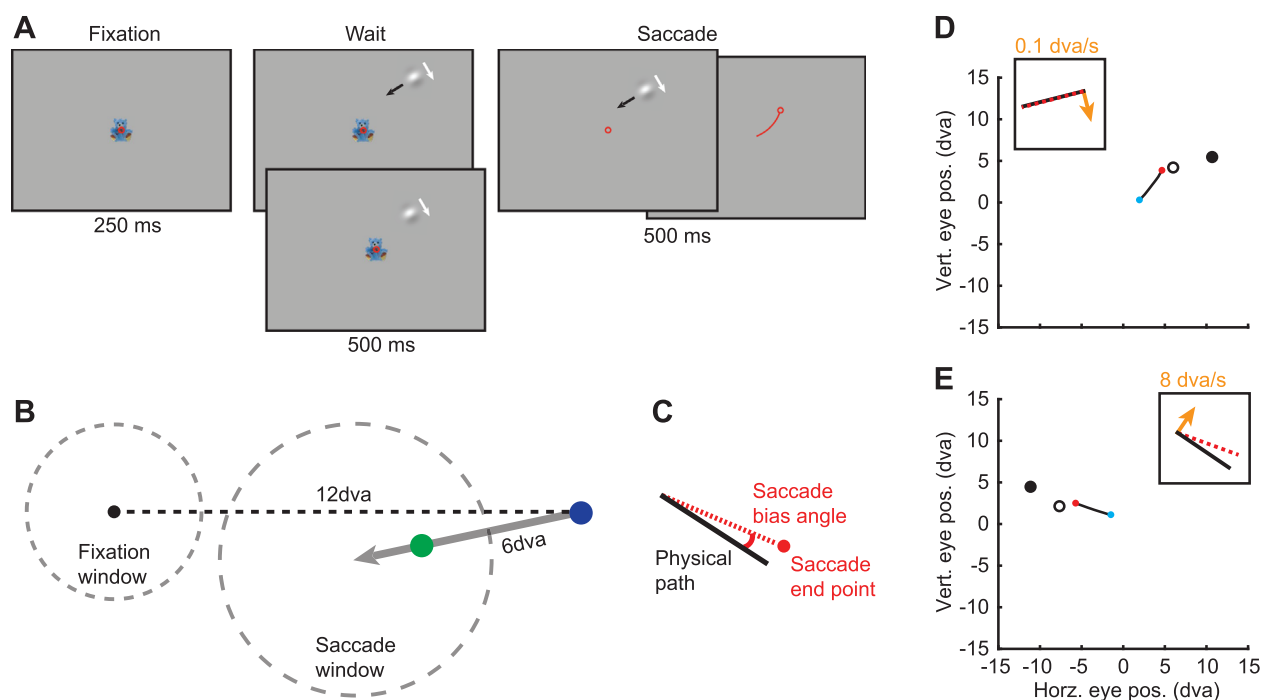 A
Fixation
Wait
Saccade
250 ms
500 ms
500 ms
B
12dva
6dva
Fixation
window
Saccade
window
C
Saccade
bias angle
Physical
path
Saccade
end point
D
0.1 dva/s
15
10
5
0
-5
-10
-15
Vert. eye pos. (dva)
E
8 dva/s
15
10
5
0
-5
-10
-15
Vert. eye pos. (dva)
-15 -10 -5 0 5 10 15
Horz. eye pos. (dva)